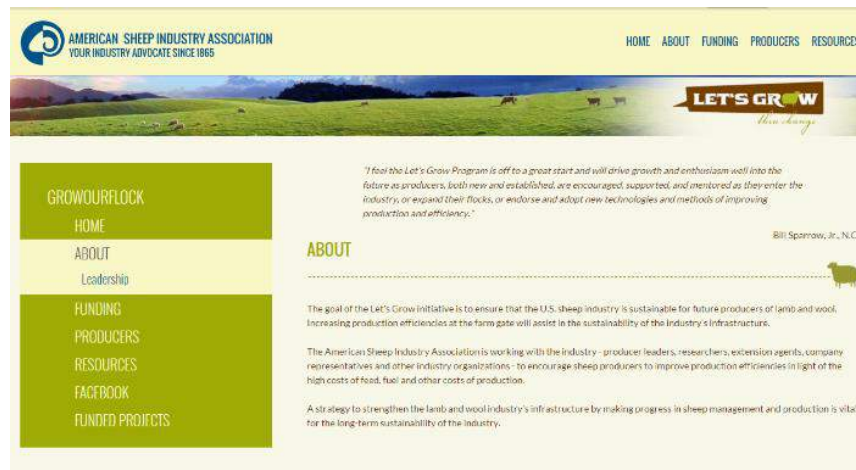 AMERICAN SHEEP INDUSTRY ASSOCIATION
YOUR INDUSTRY ADVOCATE SINCE 1865
HOME ABOUT FUNDING PRODUCERS RESOURCES
LET'S GROW
"I feel the Let's Grow Program is off to a great start and will drive growth and enthusiasm well into the
future as producers, both new and established, are encouraged, supported, and mentored as they enter the
industry, or expand their flocks, or endorse and adopt new technologies and methods of improving
production and efficiency."
Bill Sparrow, Jr., N.C
GROWOURFLOCK
HOME
ABOUT
Leadership
FUNDING
PRODUCERS
RESOURCES
FACEBOOK
FUNDED PROJECTS
ABOUT
The goal of the Let's Grow initiative is to ensure that the U.S. sheep industry is sustainable for future producers of lamb and wool.
Increasing production efficiencies at the farm gate will assist in the sustainability of the industry's infrastructure.
The American Sheep Industry Association is working with the industry - producer leaders, researchers, extension agents, company
representatives and other industry organizations - to encourage sheep producers to improve production efficiencies in light of the
high costs of feed, fuel and other costs of production.
A strategy to strengthen the lamb and wool industry's infrastructure by making progress in sheep management and production is vital
for the long-term sustainability of the industry.